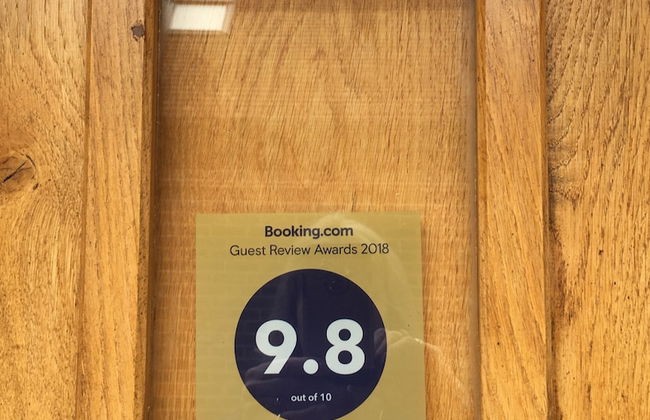 Booking.com
Guest Review Awards 2018
9.8
out of 10